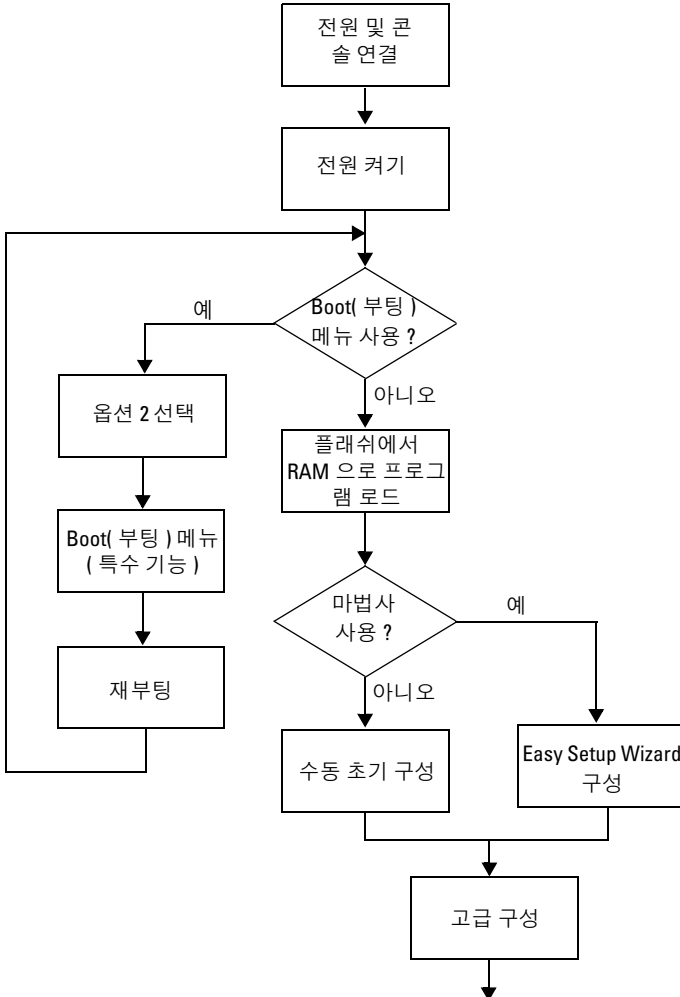 전원 및 콘
솔 연결
전원 켜기
Boot( 부팅 )
메뉴 사용 ?
예
아니오
옵션 2 선택
플래쉬에서
RAM 으로 프로그
램 로드
Boot( 부팅 ) 메뉴
( 특수 기능 )
마법사
사용 ?
예
아니오
재부팅
수동 초기 구성
Easy Setup Wizard
구성
고급 구성